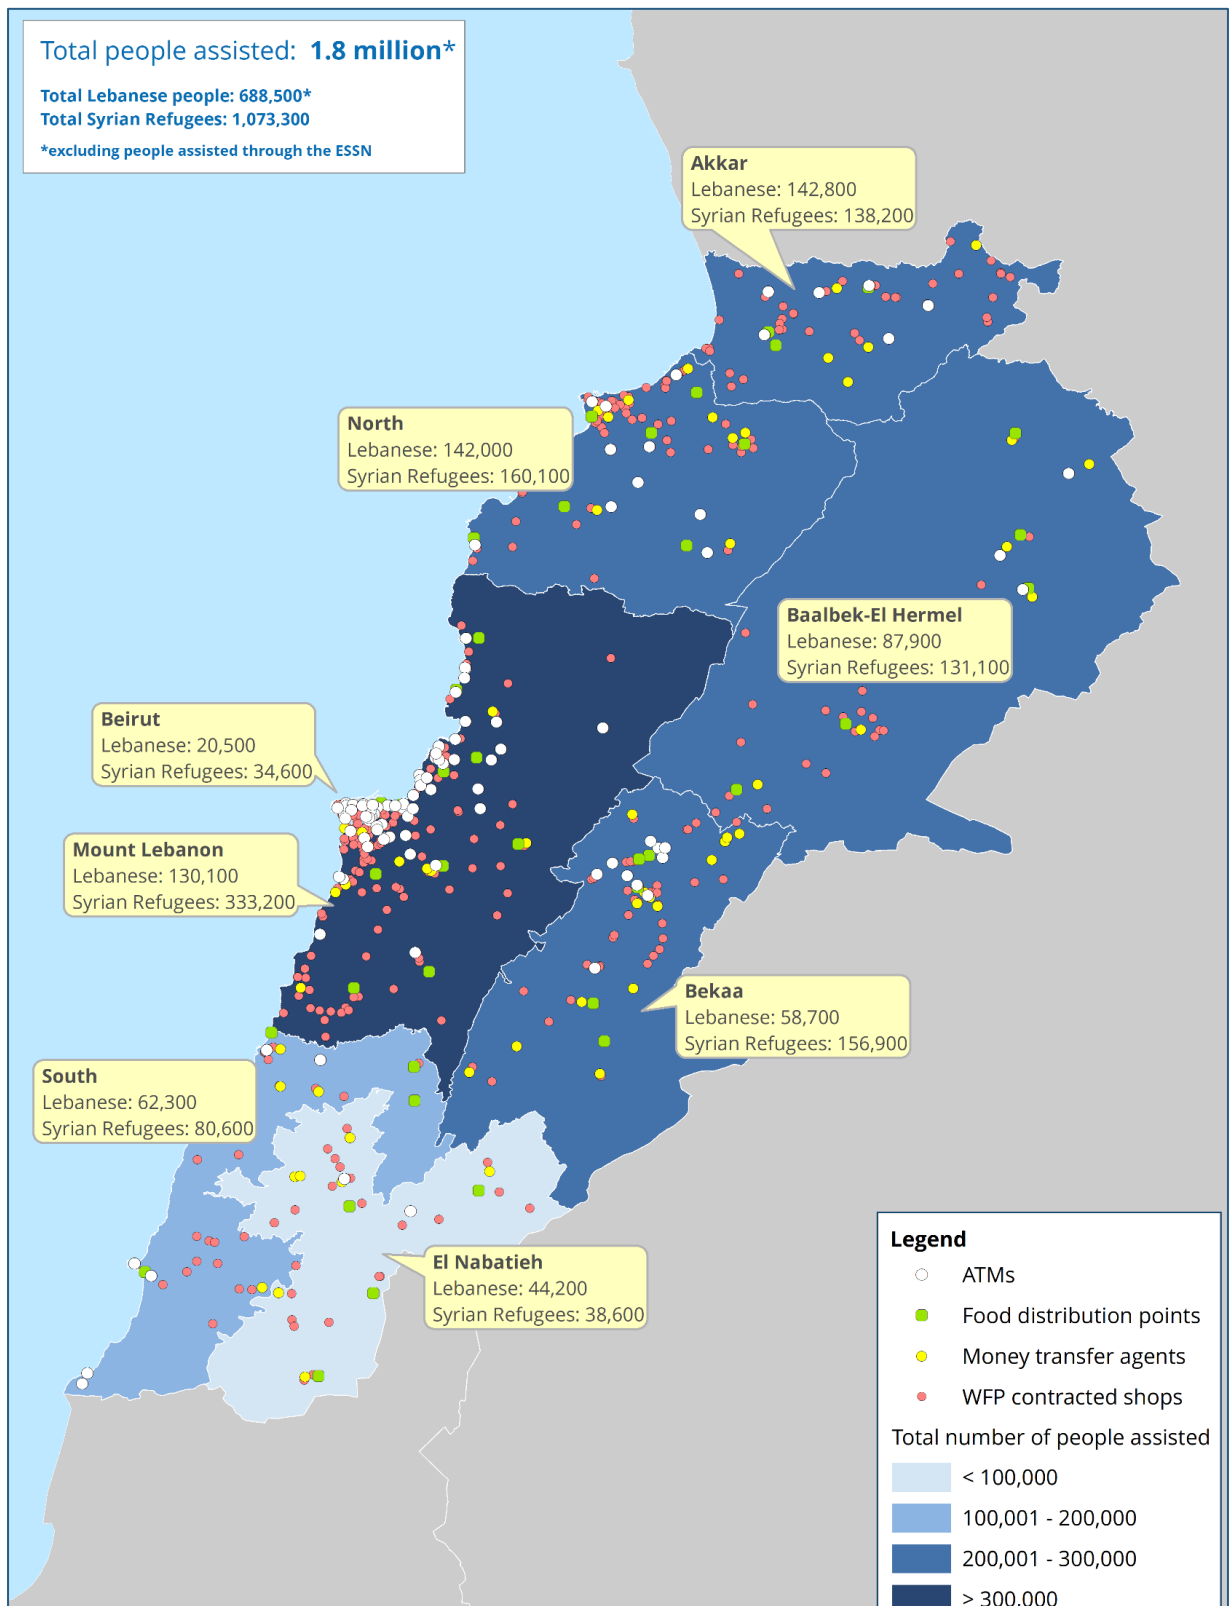 Total people assisted: 1.8 million*
Total Lebanese people: 688,500*
Total Syrian Refugees: 1,073,300
*excluding people assisted through the ESSN
Akkar
Lebanese: 142,800
Syrian Refugees: 138,200
North
Lebanese: 142,000
Syrian Refugees: 160,100
Baalbek-El Hermel
Lebanese: 87,900
Syrian Refugees: 131,100
Beirut
Lebanese: 20,500
Syrian Refugees: 34,600
Mount Lebanon
Lebanese: 130,100
Syrian Refugees: 333,200
Bekaa
Lebanese: 58,700
Syrian Refugees: 156,900
South
Lebanese: 62,300
Syrian Refugees: 80,600
El Nabatieh
Lebanese: 44,200
Syrian Refugees: 38,600
Legend
ATMs
Food distribution points
Money transfer agents
WFP contracted shops
Total number of people assisted
< 100,000
100,001 - 200,000
200,001 - 300,000
> 300,000